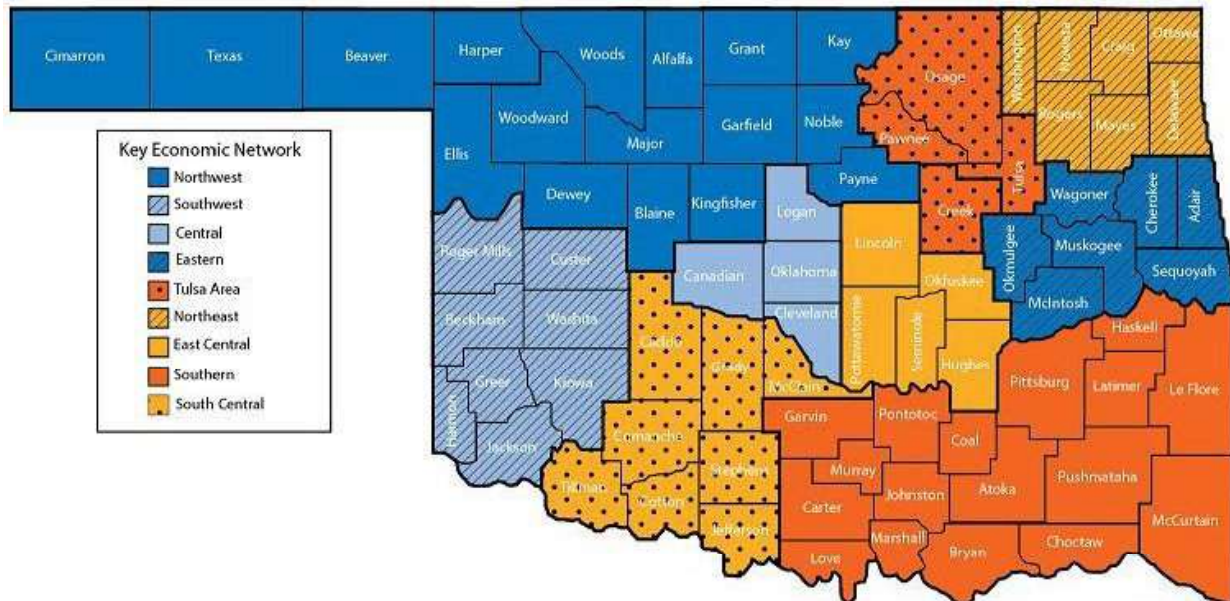 Cimarron
Texas
Beaver
Harper
Woods
Alfalfa
Grant
Kay
Osage
Washington
Nowata
Craig
Ottawa
Woodward
Ellis
Major
Garfield
Noble
Pawnee
Rogers
Mayes
Delaware
Tulsa
Key Economic Network
Northwest
Southwest
Central
Eastern
Tulsa Area
Northeast
East Central
Southern
South Central
Dewey
Blaine
Kingfisher
Logan
Payne
Creek
Wagoner
Cherokee
Adair
Roger Mills
Custer
Canadian
Oklahoma
Lincoln
Okfuskee
Okmulgee
Muskogee
Sequoyah
McIntosh
Beckham
Washita
Caddo
Grady
Cleveland
McClain
Pottawatomie
Seminole
Hughes
Haskell
Pittsburg
Latimer
Le Flore
Harmon
Greer
Kiowa
Jackson
Comanche
Garvin
Pontotoc
Coal
Tillman
Cotton
Stephens
Jefferson
Murray
Carter
Johnston
Atoka
Pushmataha
McCurtain
Love
Marshall
Bryan
Choctaw